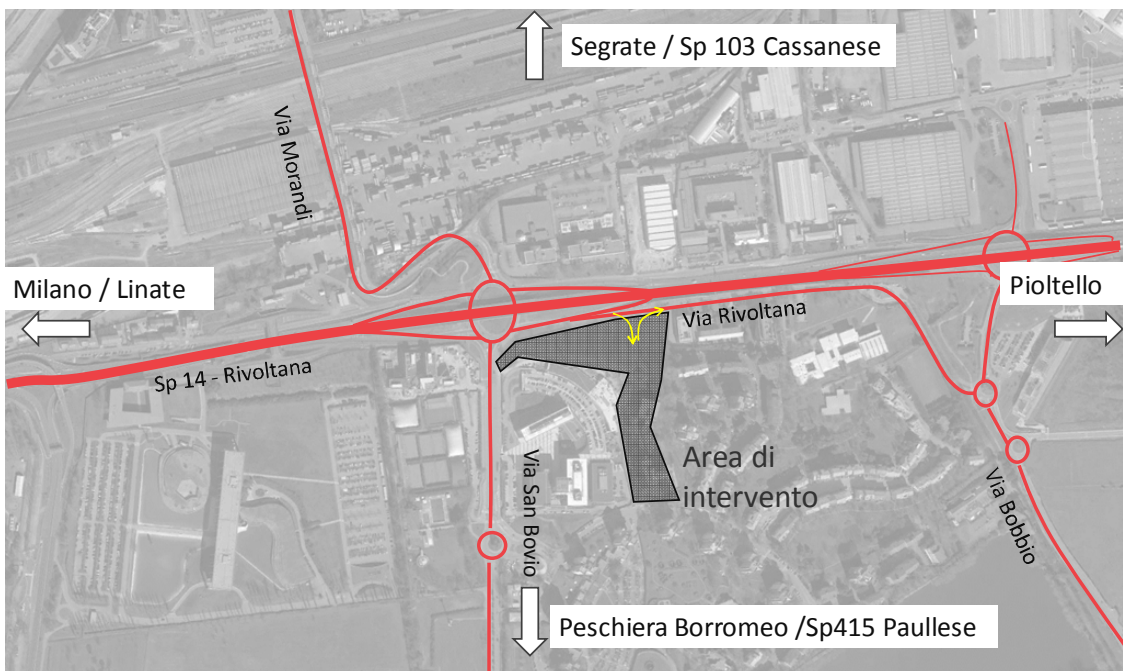 Segrate / Sp 103 Cassanese
Via Morandi
Milano / Linate
Pioltello
Via Rivoltana
Sp 14 - Rivoltana
Area di
intervento
Via San Bovio
Via Bobbio
Peschiera Borromeo /Sp415 Paullese